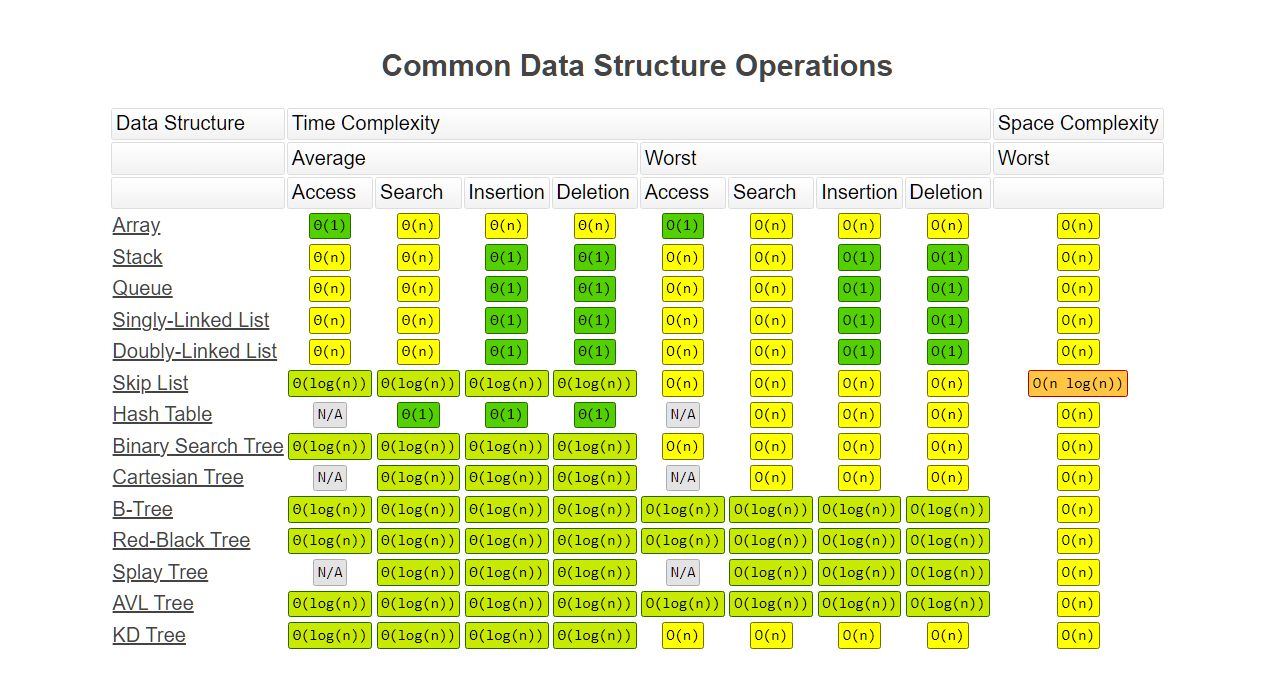 Common Data Structure Operations
Data Structure Time Complexity Space Complexity
Average Worst Worst
Access Search Insertion Deletion Access Search Insertion Deletion
Array Θ(1) Θ(n) Θ(n) Θ(n) O(1) O(n) O(n) O(n) O(n)
Stack Θ(n) Θ(n) Θ(1) Θ(1) O(n) O(n) O(1) O(1) O(n)
Queue Θ(n) Θ(n) Θ(1) Θ(1) O(n) O(n) O(1) O(1) O(n)
Singly-Linked List Θ(n) Θ(n) Θ(1) Θ(1) O(n) O(n) O(1) O(1) O(n)
Doubly-Linked List Θ(n) Θ(n) Θ(1) Θ(1) O(n) O(n) O(1) O(1) O(n)
Skip List Θ(log(n)) Θ(log(n)) Θ(log(n)) Θ(log(n)) O(n) O(n) O(n) O(n) O(n log(n))
Hash Table N/A Θ(1) Θ(1) Θ(1) N/A O(n) O(n) O(n) O(n)
Binary Search Tree Θ(log(n)) Θ(log(n)) Θ(log(n)) Θ(log(n)) O(n) O(n) O(n) O(n) O(n)
Cartesian Tree N/A Θ(log(n)) Θ(log(n)) Θ(log(n)) N/A O(n) O(n) O(n) O(n)
B-Tree Θ(log(n)) Θ(log(n)) Θ(log(n)) Θ(log(n)) O(log(n)) O(log(n)) O(log(n)) O(log(n)) O(n)
Red-Black Tree Θ(log(n)) Θ(log(n)) Θ(log(n)) Θ(log(n)) O(log(n)) O(log(n)) O(log(n)) O(log(n)) O(n)
Splay Tree N/A Θ(log(n)) Θ(log(n)) Θ(log(n)) N/A O(log(n)) O(log(n)) O(log(n)) O(n)
AVL Tree Θ(log(n)) Θ(log(n)) Θ(log(n)) Θ(log(n)) O(log(n)) O(log(n)) O(log(n)) O(log(n)) O(n)
KD Tree Θ(log(n)) Θ(log(n)) Θ(log(n)) Θ(log(n)) O(n) O(n) O(n) O(n) O(n)